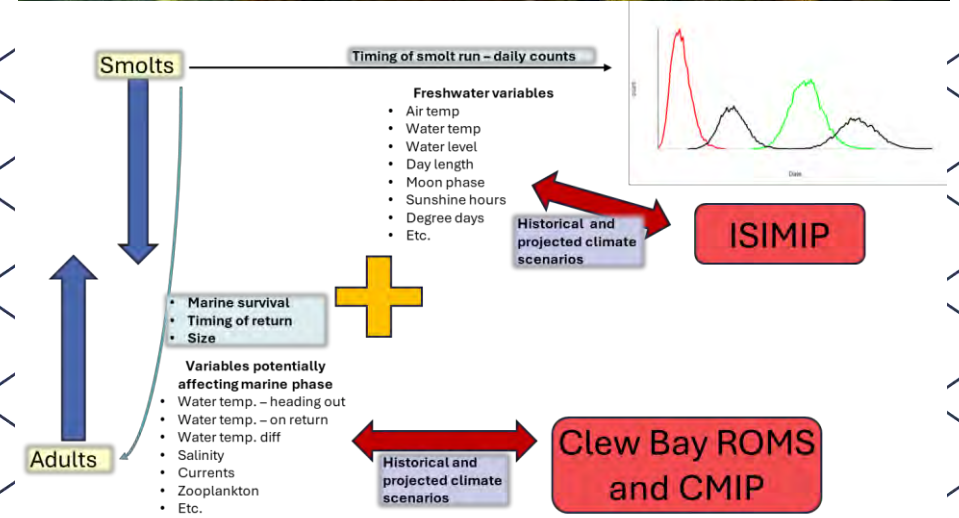 Smolts
Timing of smolt run – daily counts
Freshwater variables
• Air temp
• Water temp
• Water level
• Day length
• Moon phase
• Sunshine hours
• Degree days
• Etc.
Date
Historical and
projected climate
scenarios
ISIMIP
• Marine survival
• Timing of return
• Size
Variables potentially
affecting marine phase
• Water temp. – heading out
• Water temp. – on return
• Water temp. diff
• Salinity
• Currents
• Zooplankton
• Etc.
Adults
Historical and
projected climate
scenarios
Clew Bay ROMS
and CMIP